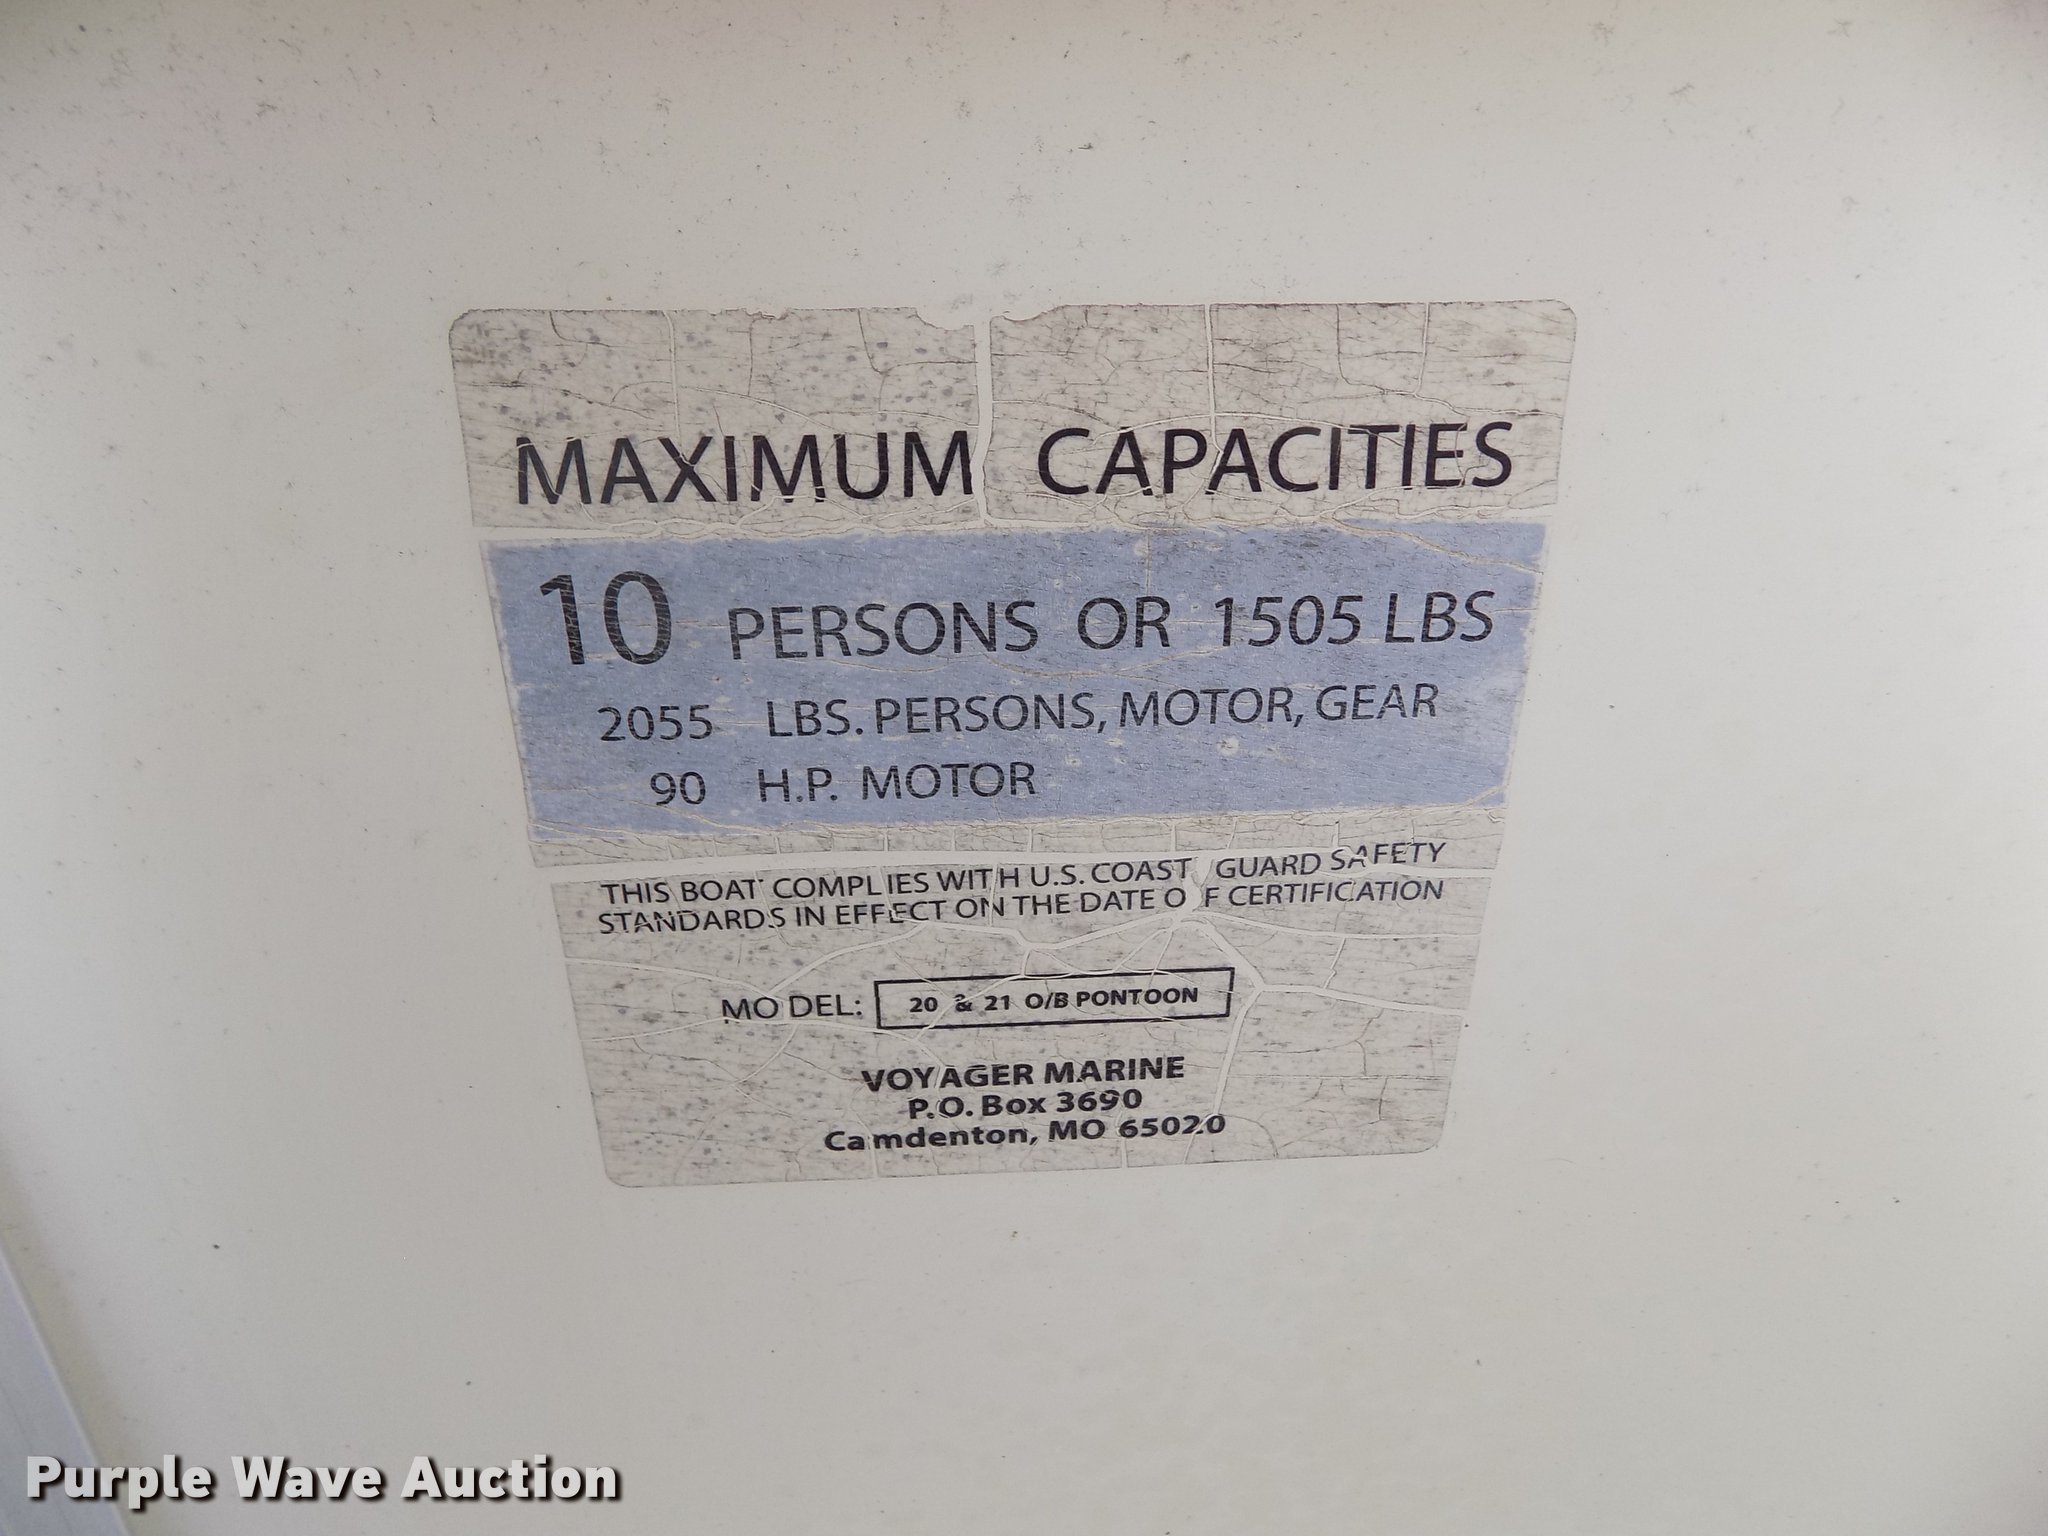 MAXIMUM CAPACITIES
10 PERSONS OR 1505 LBS
2055 LBS. PERSONS, MOTOR, GEAR
90 H.P. MOTOR
THIS BOAT COMPLIES WITH U.S. COAST GUARD SAFETY
STANDARDS IN EFFECT ON THE DATE OF CERTIFICATION
MODEL: 20 & 21 O/B PONTOON
VOYAGER MARINE
P.O. Box 3690
Camdenton, MO 65020
Purple Wave Auction